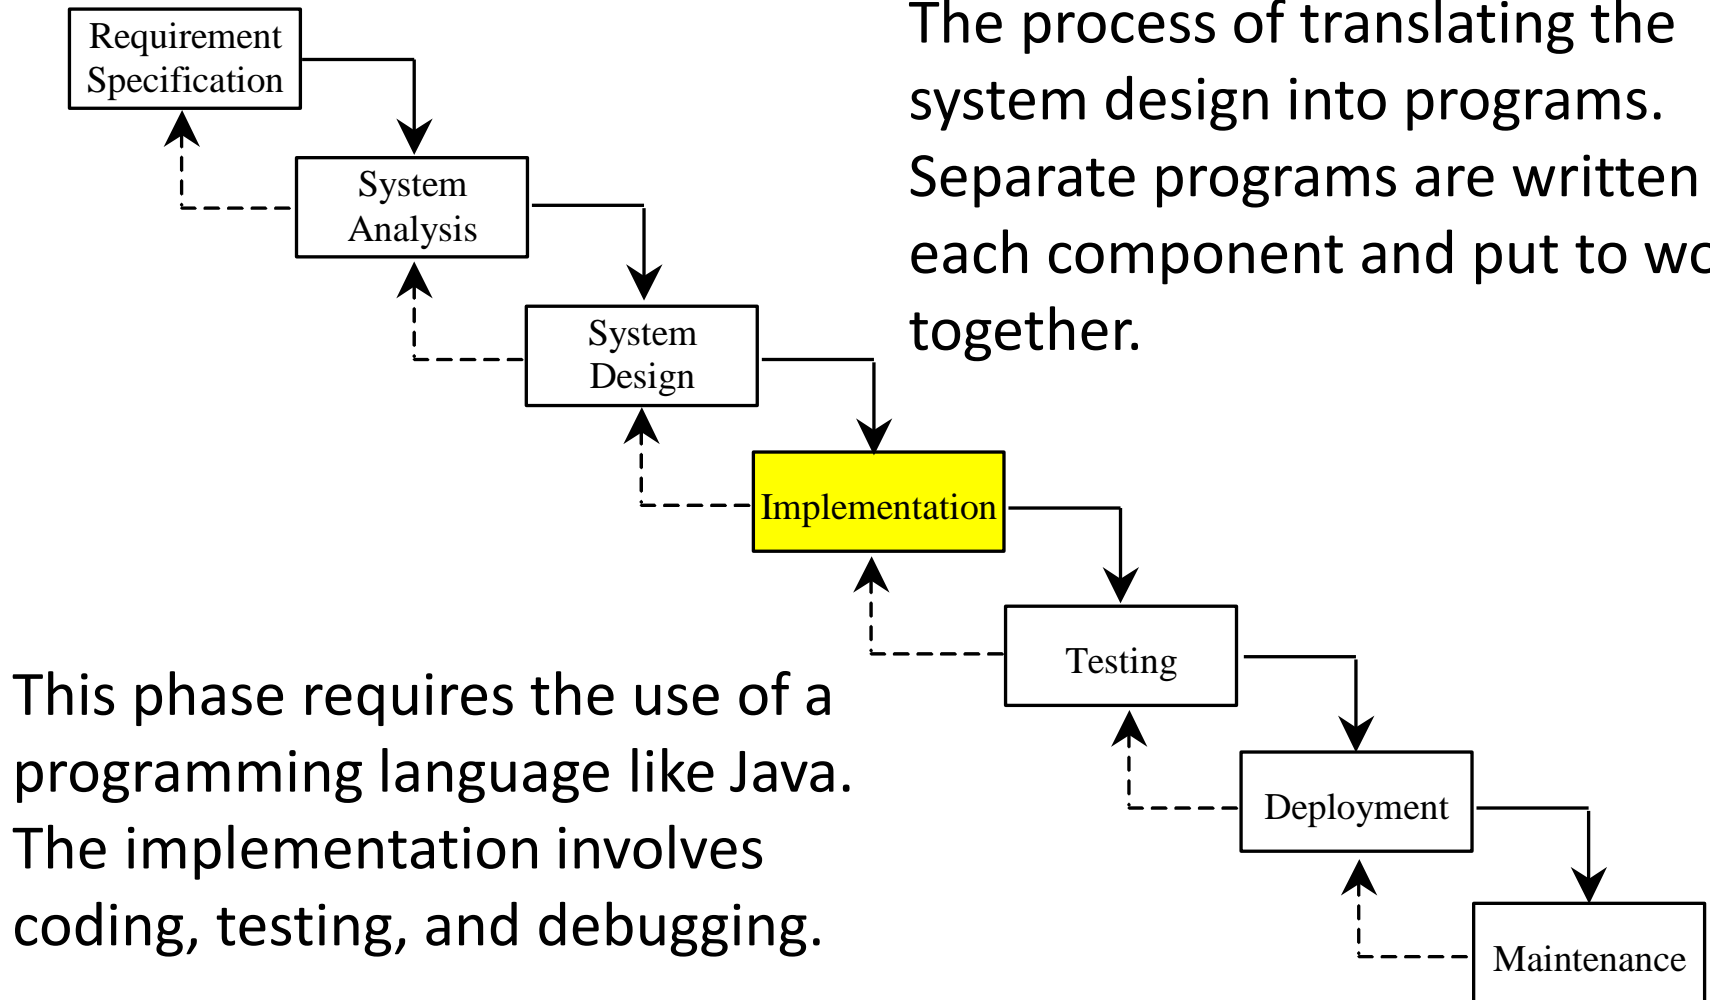 Requirement
Specification
The process of translating the
system design into programs.
Separate programs are written
each component and put to
together.
System
Analysis
System
Design
Implementation
Testing
This phase requires the use of a
programming language like Java.
The implementation involves
coding, testing, and debugging.
Deployment
Maintenance